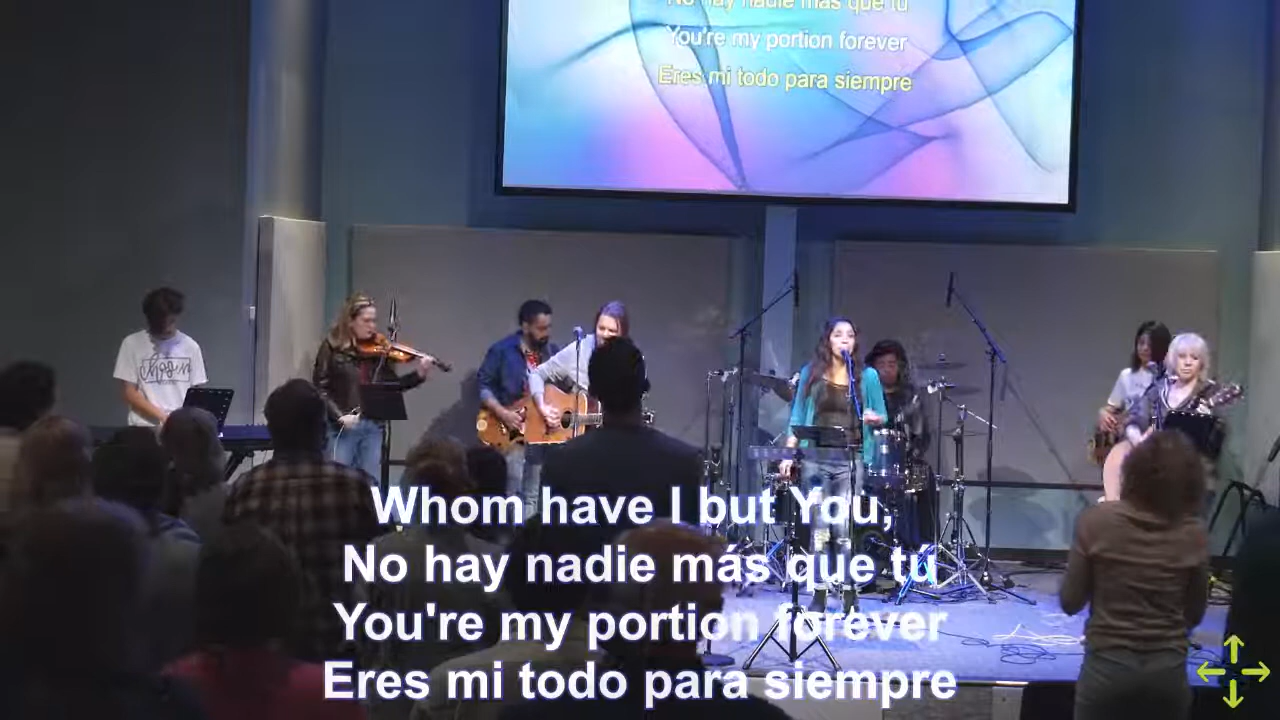 No hay nadie más que tú
You're my portion forever
Eres mi todo para siempre
Chosen
Whom have I but You,
No hay nadie más que tú
You're my portion forever
Eres mi todo para siempre